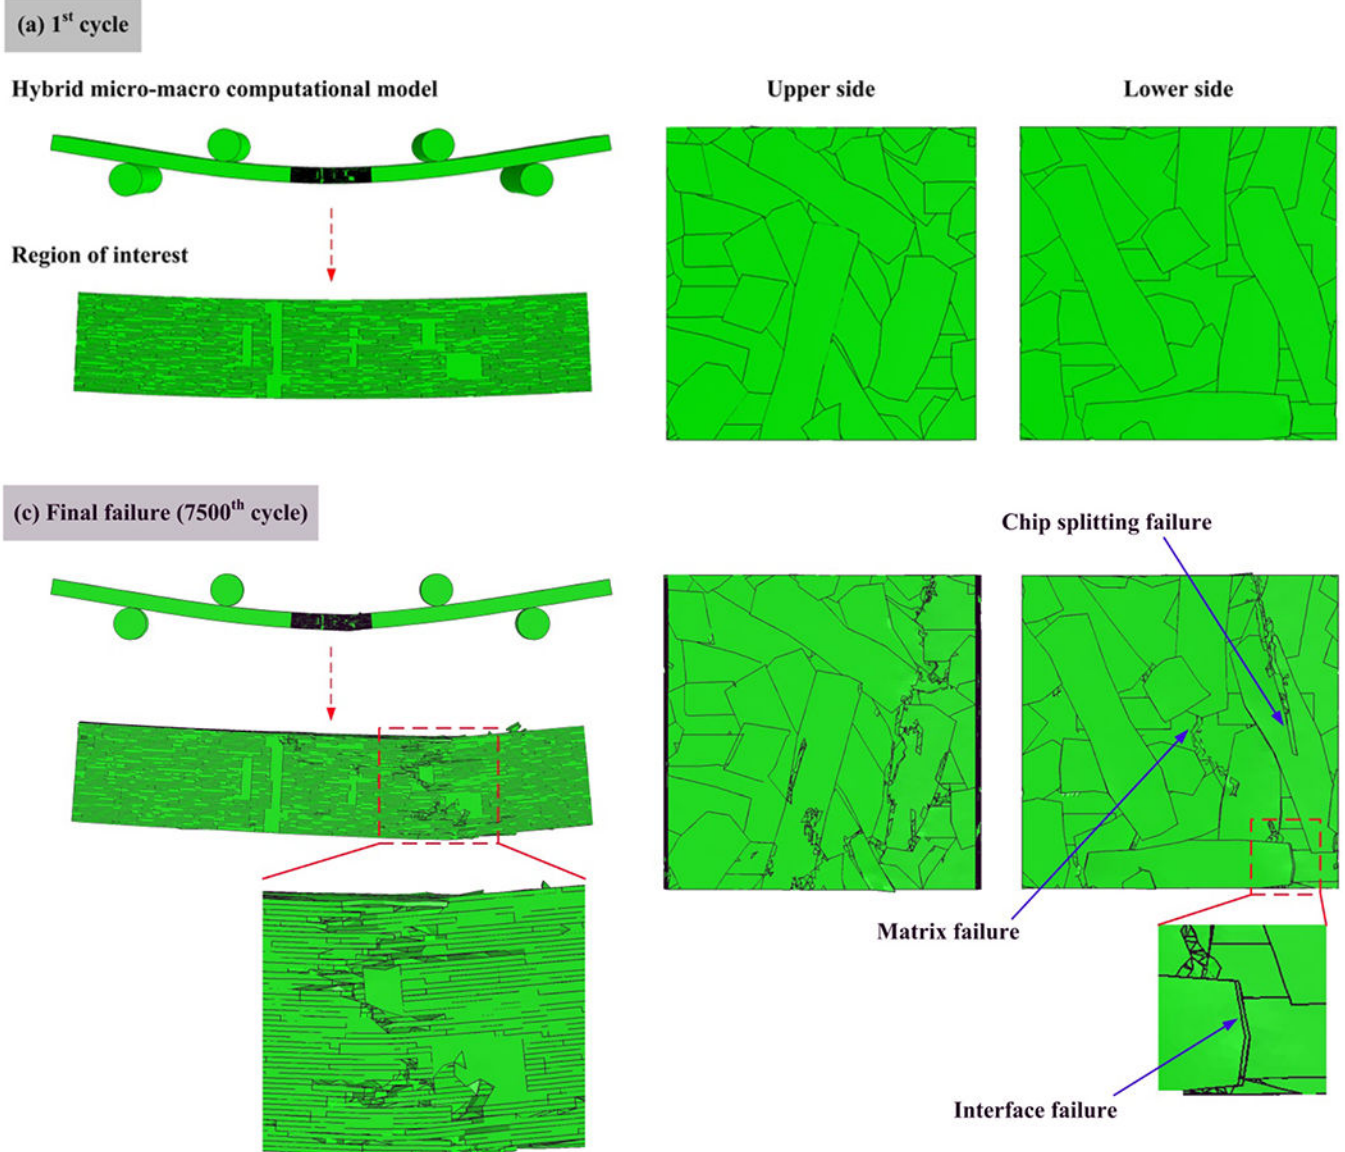 (a) 1st cycle
Hybrid micro-macro computational model
Upper side
Lower side
Region of interest
(c) Final failure (7500th cycle)
Chip splitting failure
Matrix failure
Interface failure